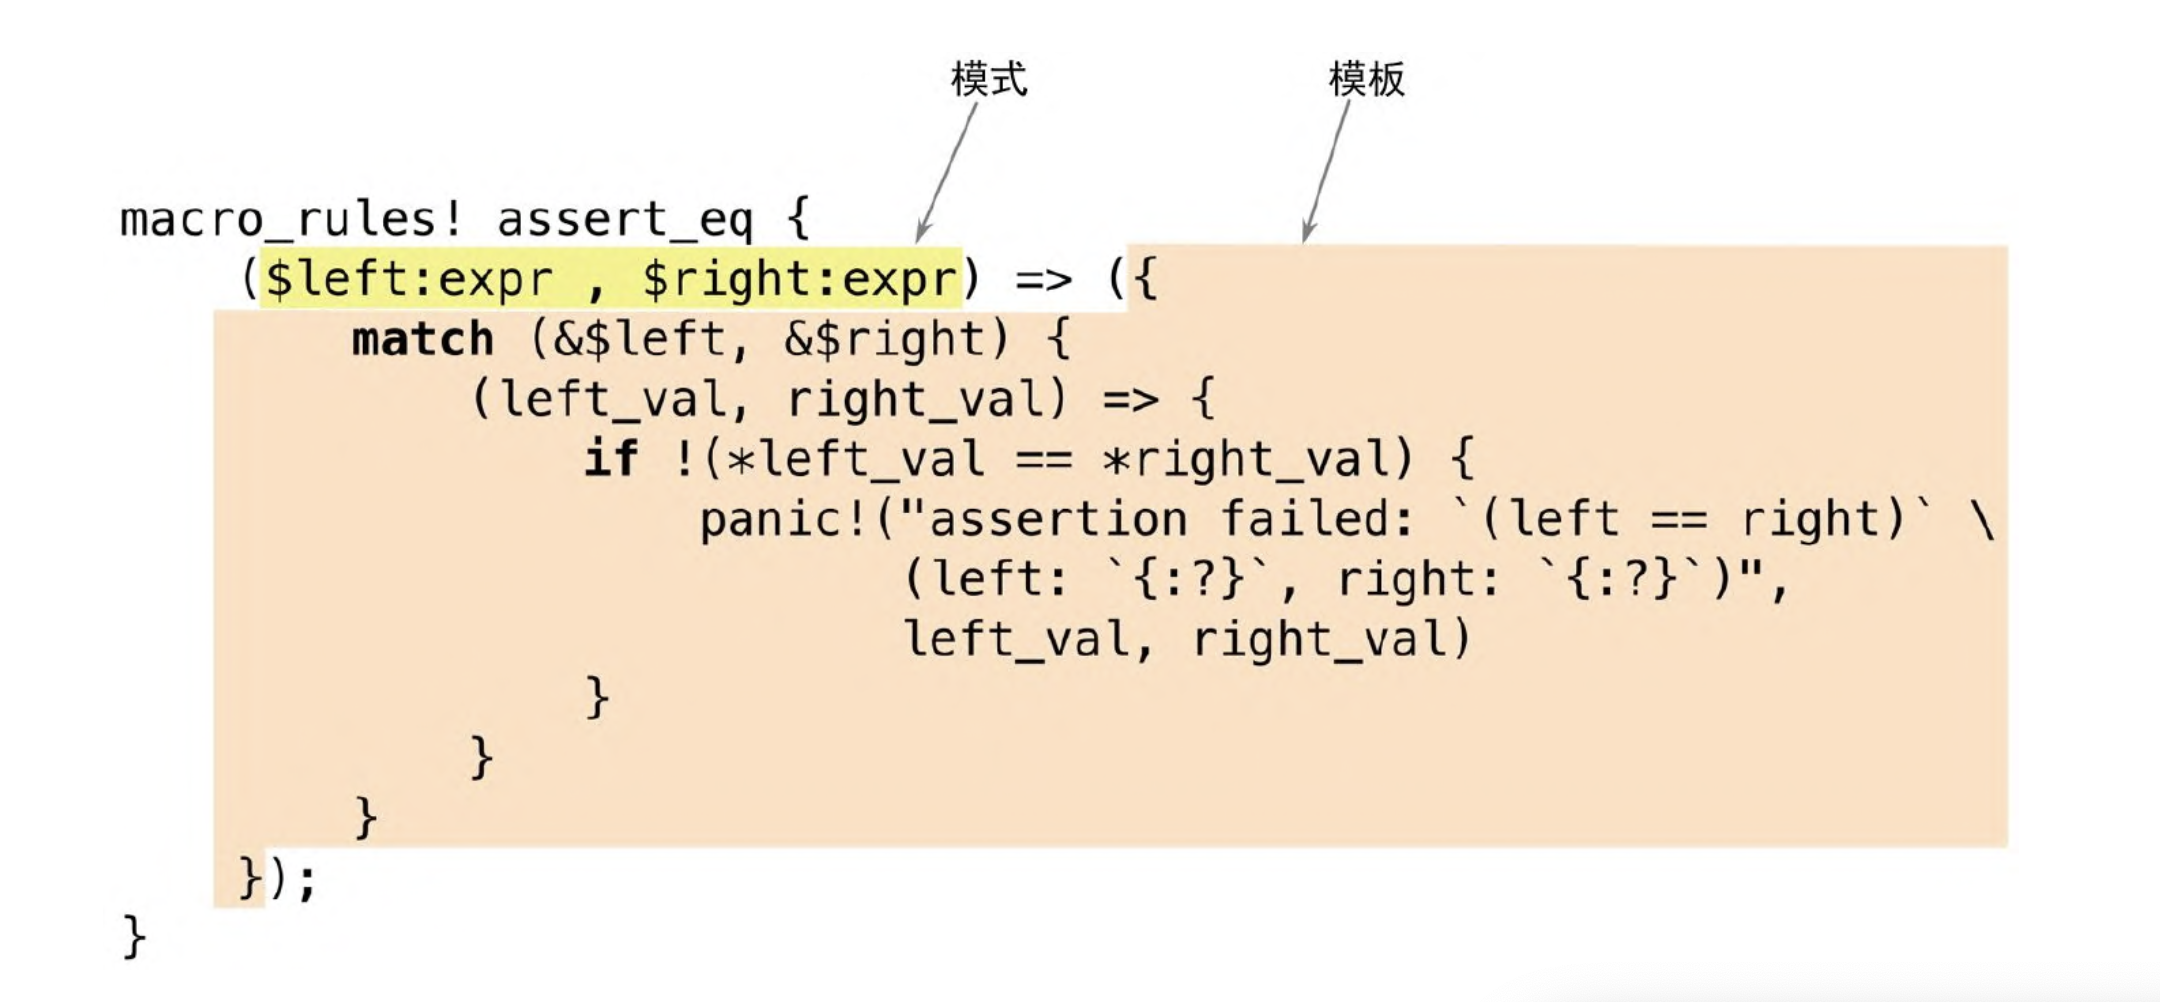 模式 模板
macro_rules! assert_eq {
($left:expr , $right:expr) => ({
match (&$left, &$right) {
(left_val, right_val) => {
if !(*left_val == *right_val) {
panic!("assertion failed: `(left == right)` \
(left: `{:?}`, right: `{:?}`)",
left_val, right_val)
}
}
}
});
}